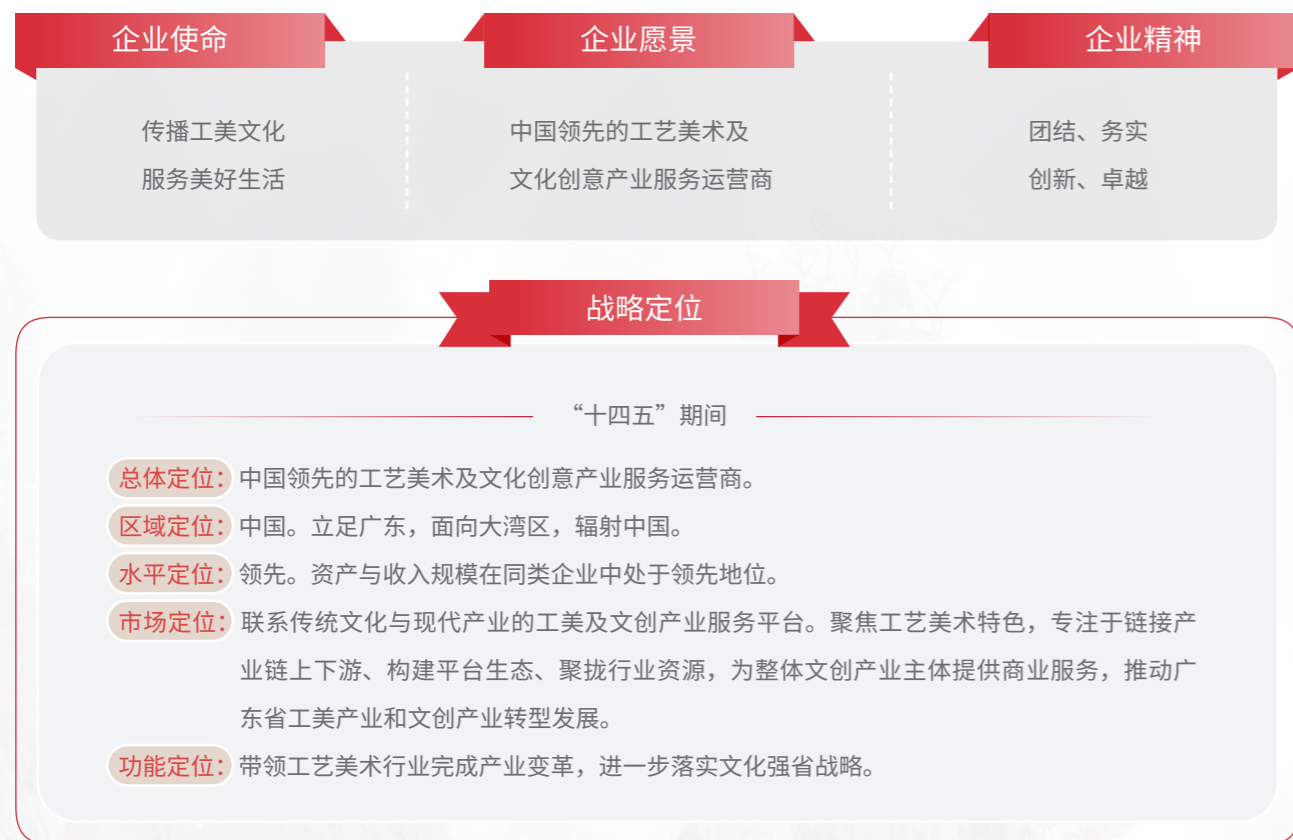 企业使命
传播工美文化
服务美好生活
企业愿景
中国领先的工艺美术及
文化创意产业服务运营商
企业精神
团结、务实
创新、卓越
战略定位
“十四五”期间
总体定位：中国领先的工艺美术及文化创意产业服务运营商。
区域定位：中国。立足广东，面向大湾区，辐射中国。
水平定位：领先。资产与收入规模在同类企业中处于领先地位。
市场定位：联系传统文化与现代产业的工美及文创产业服务平台。聚焦工艺美术特色，专注于链接产
业链上下游、构建平台生态、聚拢行业资源，为整体文创产业主体提供商业服务，推动广
东省工美产业和文创产业转型发展。
功能定位：带领工艺美术行业完成产业变革，进一步落实文化强省战略。